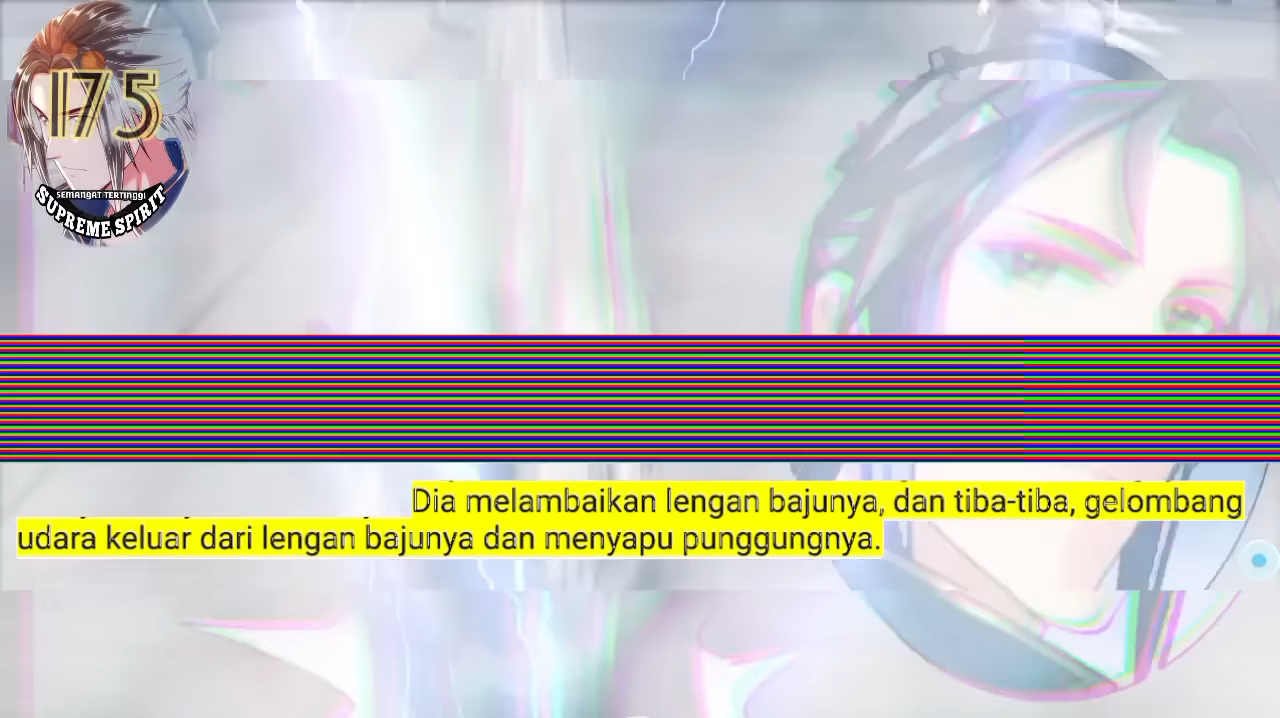 175
SEMANGAT TERTINGGI
SUPREME SPIRIT
Dia melambaikan lengan bajunya, dan tiba-tiba, gelombang
udara keluar dari lengan bajunya dan menyapu punggungnya.